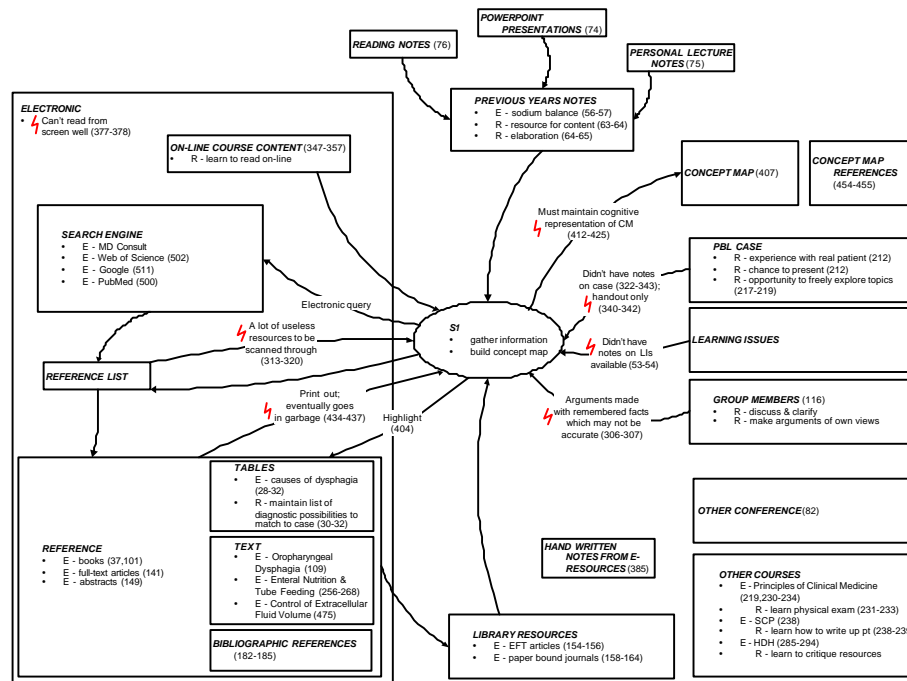 POWERPOINT
PRESENTATIONS (74)
READING NOTES (76)
PERSONAL LECTURE
NOTES (75)
ELECTRONIC
• Can't read from
screen well (377-378)
PREVIOUS YEARS NOTES
• E - sodium balance (56-57)
• R - resource for content (63-64)
• R - elaboration (64-65)
ON-LINE COURSE CONTENT (347-357)
• R - learn to read on-line
CONCEPT MAP (407)
CONCEPT MAP
REFERENCES
(454-455)
SEARCH ENGINE
• E - MD Consult
• E - Web of Science (502)
• E - Google (511)
• E - PubMed (500)
Must maintain cognitive
representation of CM
(412-425)
PBL CASE
• R - experience with real patient (212)
• R - chance to present (212)
• R - opportunity to freely explore topics
(217-219)
Didn't have notes
on case (322-343);
handout only
(340-342)
Electronic query
S1
• gather information
• build concept map
A lot of useless
resources to be
scanned through
(313-320)
Didn't have
notes on LIs
available (53-54)
LEARNING ISSUES
REFERENCE LIST
Print out;
eventually goes
in garbage (434-437)
Highlight
(404)
Arguments made
with remembered facts
which may not be
accurate (306-307)
GROUP MEMBERS (116)
• R - discuss & clarify
• R - make arguments of own views
TABLES
• E - causes of dysphagia
(28-32)
• R - maintain list of
diagnostic possibilities to
match to case (30-32)
OTHER CONFERENCE (82)
REFERENCE
• E - books (37,101)
• E - full-text articles (141)
• E - abstracts (149)
TEXT
• E - Oropharyngeal
Dysphagia (109)
• E - Enteral Nutrition &
Tube Feeding (256-268)
• E - Control of Extracellular
Fluid Volume (475)
HAND WRITTEN
NOTES FROM E-
RESOURCES (385)
OTHER COURSES
• E - Principles of Clinical Medicine
(219,230-234)
• R - learn physical exam (231-233)
• E - SCP (238)
• R - learn how to write up pt (238-239
• E - HDH (285-294)
• R - learn to critique resources
BIBLIOGRAPHIC REFERENCES
(182-185)
LIBRARY RESOURCES
• E - EFT articles (154-156)
• E - paper bound journals (158-164)